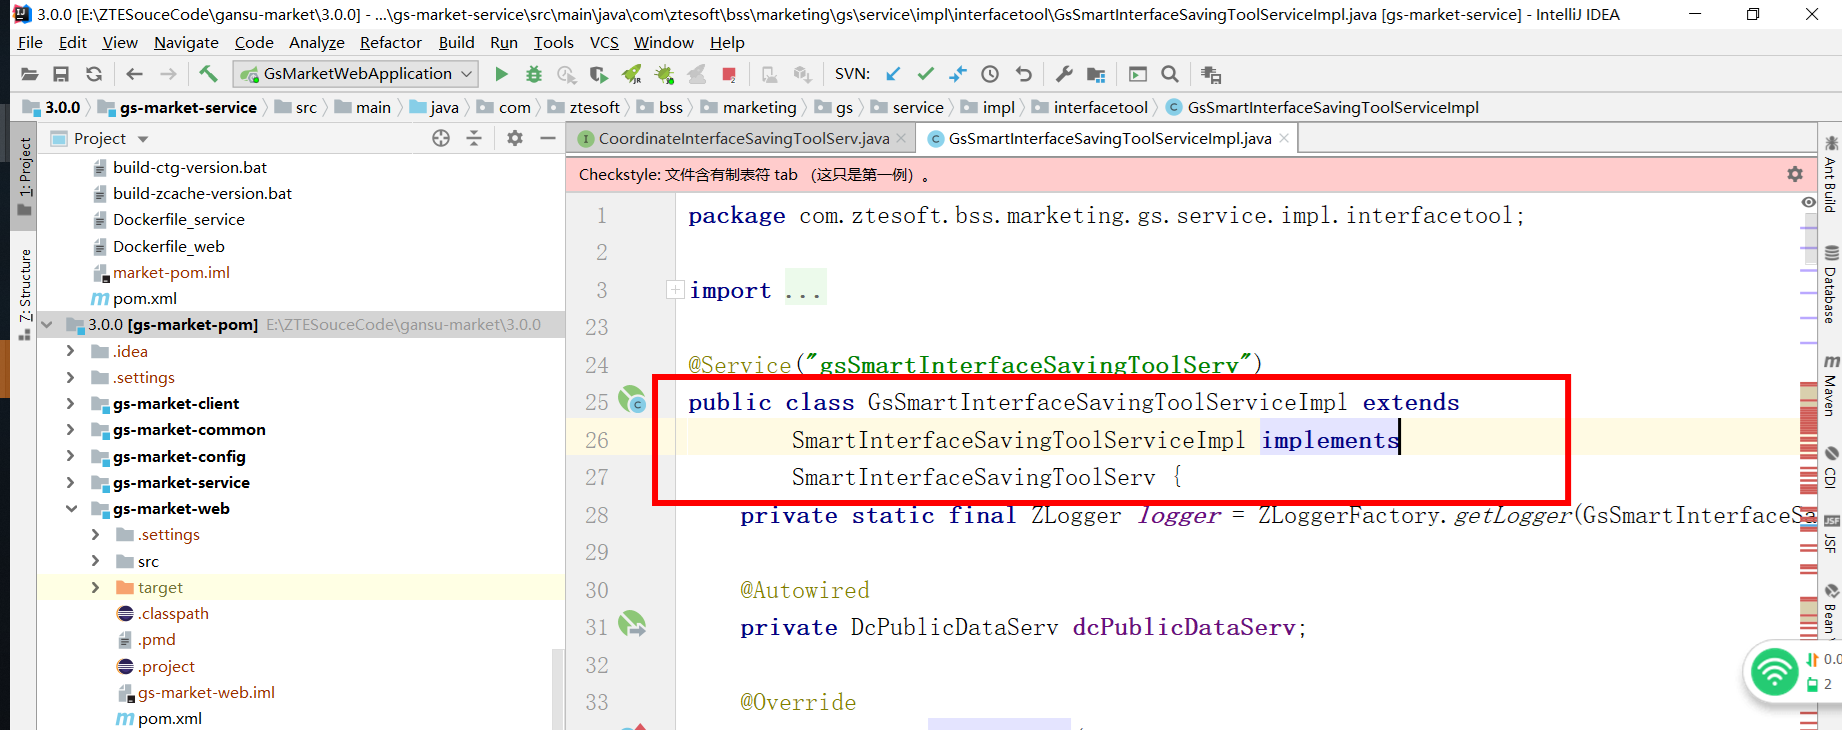 3.0.0 [E:\ZTESouceCode\gansu-market\3.0.0] - ...\gs-market-service\src\main\java\com\ztesoft\bss\marketing\gs\service\impl\interfacetool\GsSmartInterfaceSavingToolServiceImpl.java [gs-market-service] - IntelliJ IDEA
File Edit View Navigate Code Analyze Refactor Build Run Tools VCS Window Help
GsMarketWebApplication SVN:
3.0.0 gs-market-service src main java com ztesoft bss marketing gs service impl interfacetool GsSmartInterfaceSavingToolServiceImpl
Project
CoordinateInterfaceSavingToolServ.java GsSmartInterfaceSavingToolServiceImpl.java
1: Project
Z: Structure
build-ctg-version.bat
build-zcache-version.bat
Dockerfile_service
Dockerfile_web
market-pom.iml
pom.xml
3.0.0 [gs-market-pom] E:\ZTESouceCode\gansu-market\3.0.0
.idea
.settings
gs-market-client
gs-market-common
gs-market-config
gs-market-service
gs-market-web
.settings
src
target
.classpath
.pmd
.project
gs-market-web.iml
pom.xml
Checkstyle: 文件含有制表符 tab （这只是第一例）。
1 package com.ztesoft.bss.marketing.gs.service.impl.interfacetool;
2
3 import ...
23
24 @Service("gsSmartInterfaceSavingToolServ")
25 public class GsSmartInterfaceSavingToolServiceImpl extends
26 SmartInterfaceSavingToolServiceImpl implements
27 SmartInterfaceSavingToolServ {
28 private static final ZLogger logger = ZLoggerFactory.getLogger(GsSmartInterfaceSa
29
30 @Autowired
31 private DcPublicDataServ dcPublicDataServ;
32
33 @Override
Ant Build
Database
Maven
CDI
JSF
Bean
0.0
2